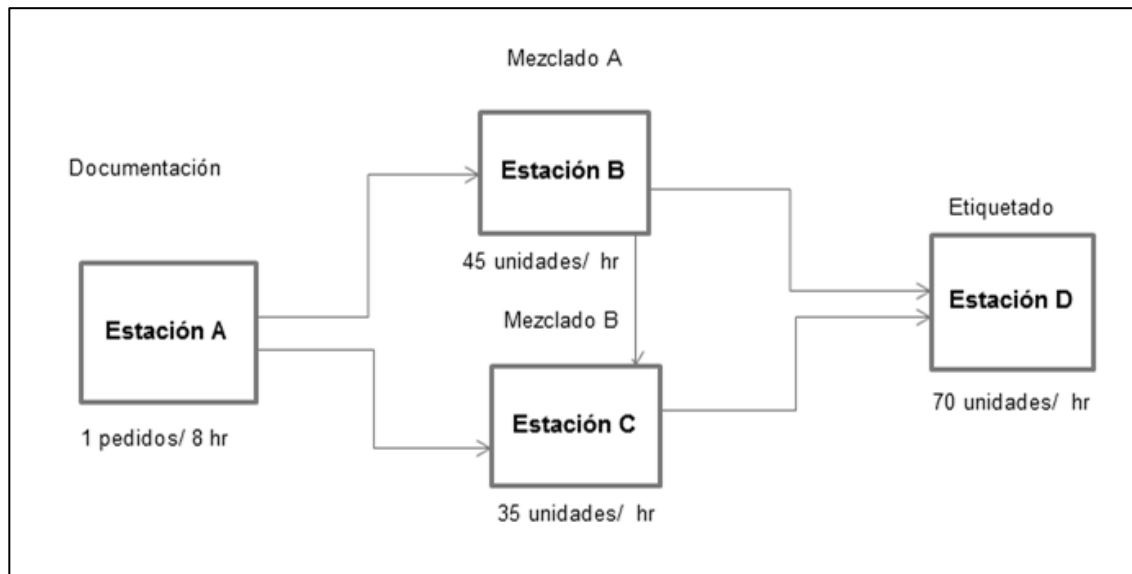 Mezclado A
Estación B
45 unidades/ hr
Documentación
Estación A
1 pedidos/ 8 hr
Mezclado B
Estación C
35 unidades/ hr
Etiquetado
Estación D
70 unidades/ hr